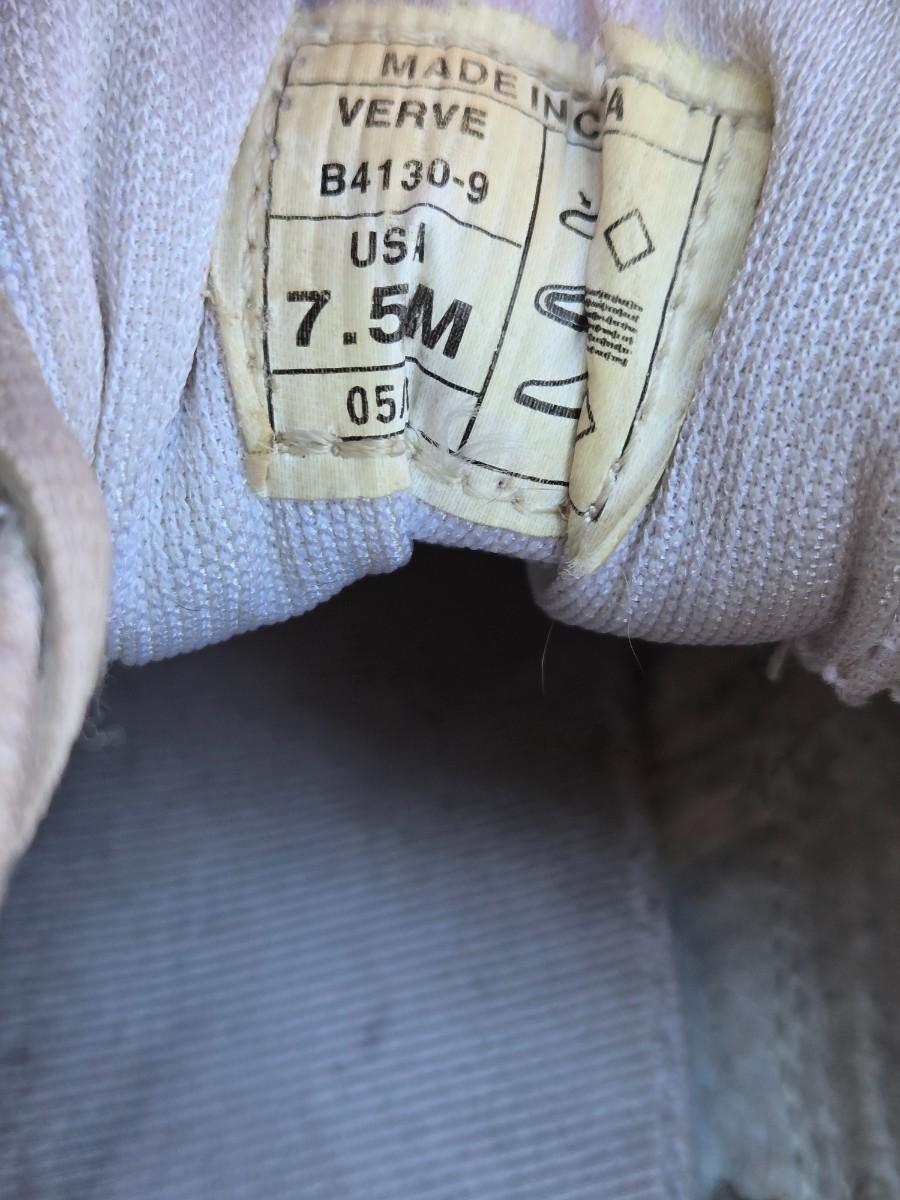 MADE IN C A
VERVE
B4130-9
USA
7.5M
05